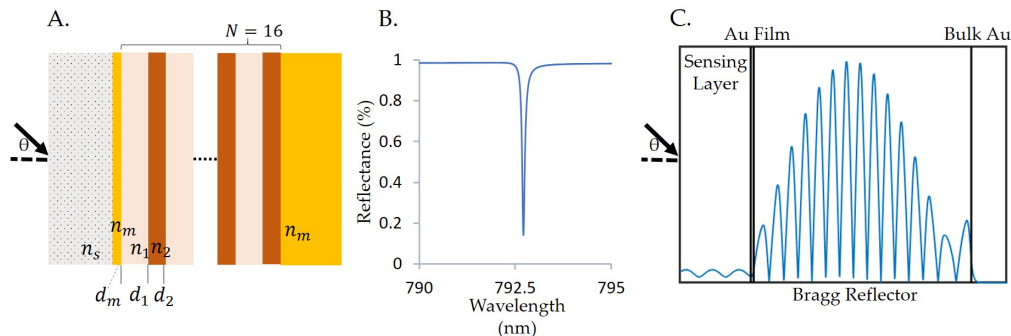 A.
N = 16
θ
n_m
n_s
n_1
n_2
n_m
d_m
d_1
d_2
B.
Reflectance (%)
1
0.8
0.6
0.4
0.2
0
790
792.5
795
Wavelength
(nm)
C.
Au Film
Bulk Au
Sensing
Layer
θ
Bragg Reflector